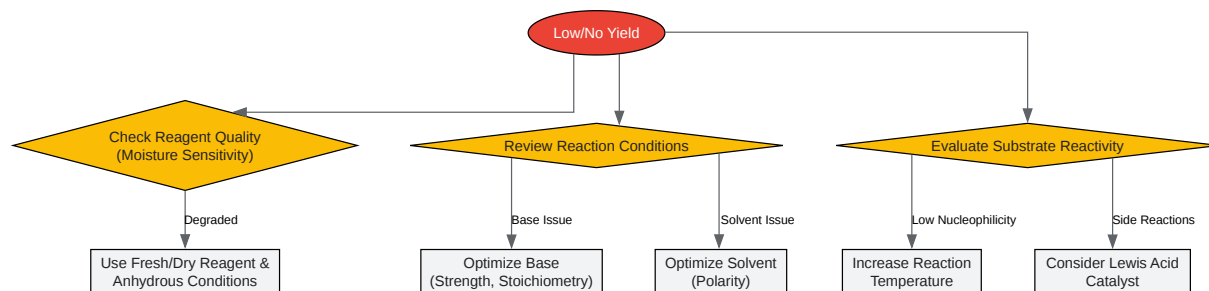 Low/No Yield
Check Reagent Quality
(Moisture Sensitivity)
Review Reaction Conditions
Evaluate Substrate Reactivity
Degraded
Base Issue
Solvent Issue
Low Nucleophilicity
Side Reactions
Use Fresh/Dry Reagent &
Anhydrous Conditions
Optimize Base
(Strength, Stoichiometry)
Optimize Solvent
(Polarity)
Increase Reaction
Temperature
Consider Lewis Acid
Catalyst